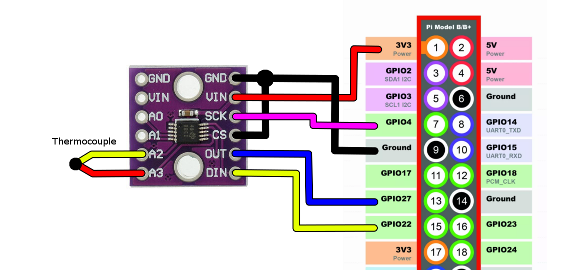 Pi Model B/B+
3V3
Power
1
2
5V
Power
GPIO2
SDA1 I2C
3
4
5V
Power
GPIO3
SCL1 I2C
5
6
Ground
GPIO4
7
8
GPIO14
UART0_TXD
Ground
9
10
GPIO15
UART0_RXD
GPIO17
11
12
GPIO18
PCM_CLK
GPIO27
13
14
Ground
GPIO22
15
16
GPIO23
3V3
Power
17
18
GPIO24
Thermocouple
GND
VIN
A0
A1
A2
A3
GND
VIN
SCK
CS
OUT
DIN